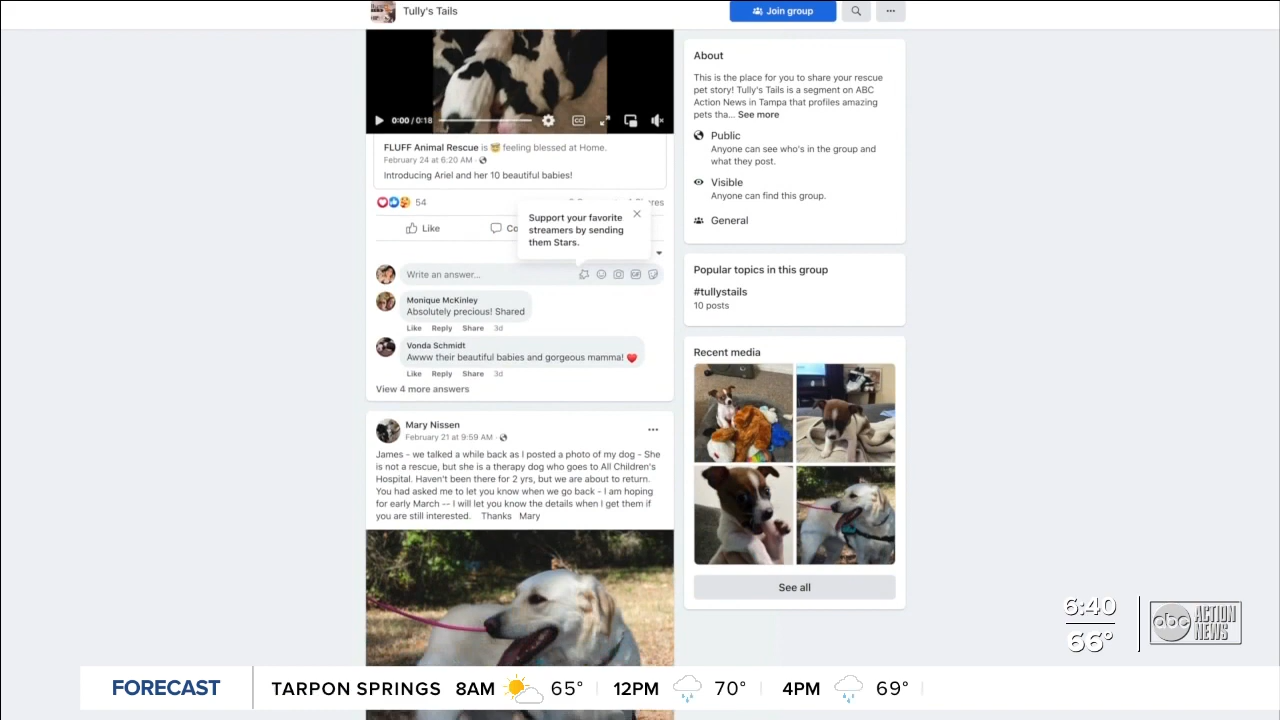 Tully's Tails
Join group
0:00 / 0:18
FLUFF Animal Rescue is feeling blessed at Home.
February 24 at 6:20 AM ·
Introducing Ariel and her 10 beautiful babies!
54
Like
Support your favorite
streamers by sending
them Stars.
Write an answer...
Monique McKinley
Absolutely precious! Shared
Like Reply Share 3d
Vonda Schmidt
Awww their beautiful babies and gorgeous mamma!
Like Reply Share 3d
View 4 more answers
Mary Nissen
February 21 at 9:59 AM ·
James - we talked a while back as I posted a photo of my dog - She
is not a rescue, but she is a therapy dog who goes to All Children's
Hospital. Haven't been there for 2 yrs, but we are about to return.
You had asked me to let you know when we go back - I am hoping
for early March -- I will let you know the details when I get them if
you are still interested. Thanks Mary
About
This is the place for you to share your rescue
pet story! Tully's Tails is a segment on ABC
Action News in Tampa that profiles amazing
pets tha... See more
Public
Anyone can see who's in the group and
what they post.
Visible
Anyone can find this group.
General
Popular topics in this group
#tullystails
10 posts
Recent media
See all
6:40
66°
abc ACTION
NEWS
FORECAST TARPON SPRINGS 8AM 65° 12PM 70° 4PM 69°